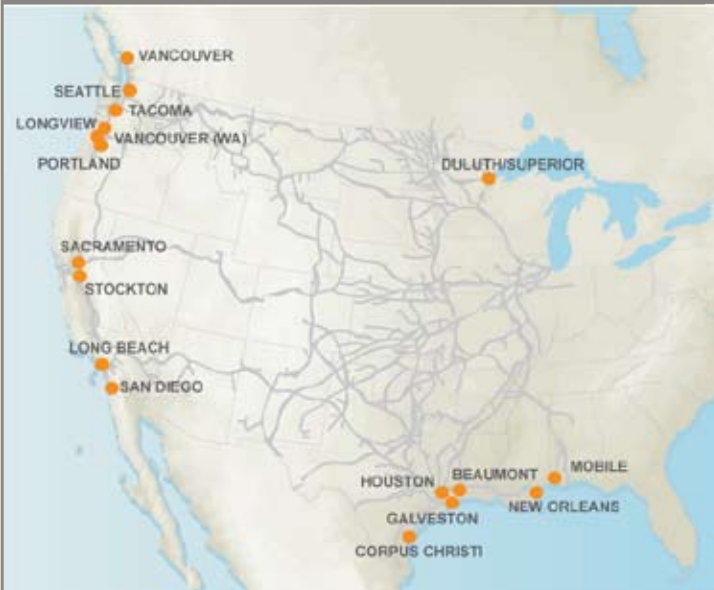 VANCOUVER
SEATTLE
TACOMA
LONGVIEW
VANCOUVER (WA)
PORTLAND
DULUTH/SUPERIOR
SACRAMENTO
STOCKTON
LONG BEACH
SAN DIEGO
HOUSTON
BEAUMONT
MOBILE
GALVESTON
NEW ORLEANS
CORPUS CHRISTI